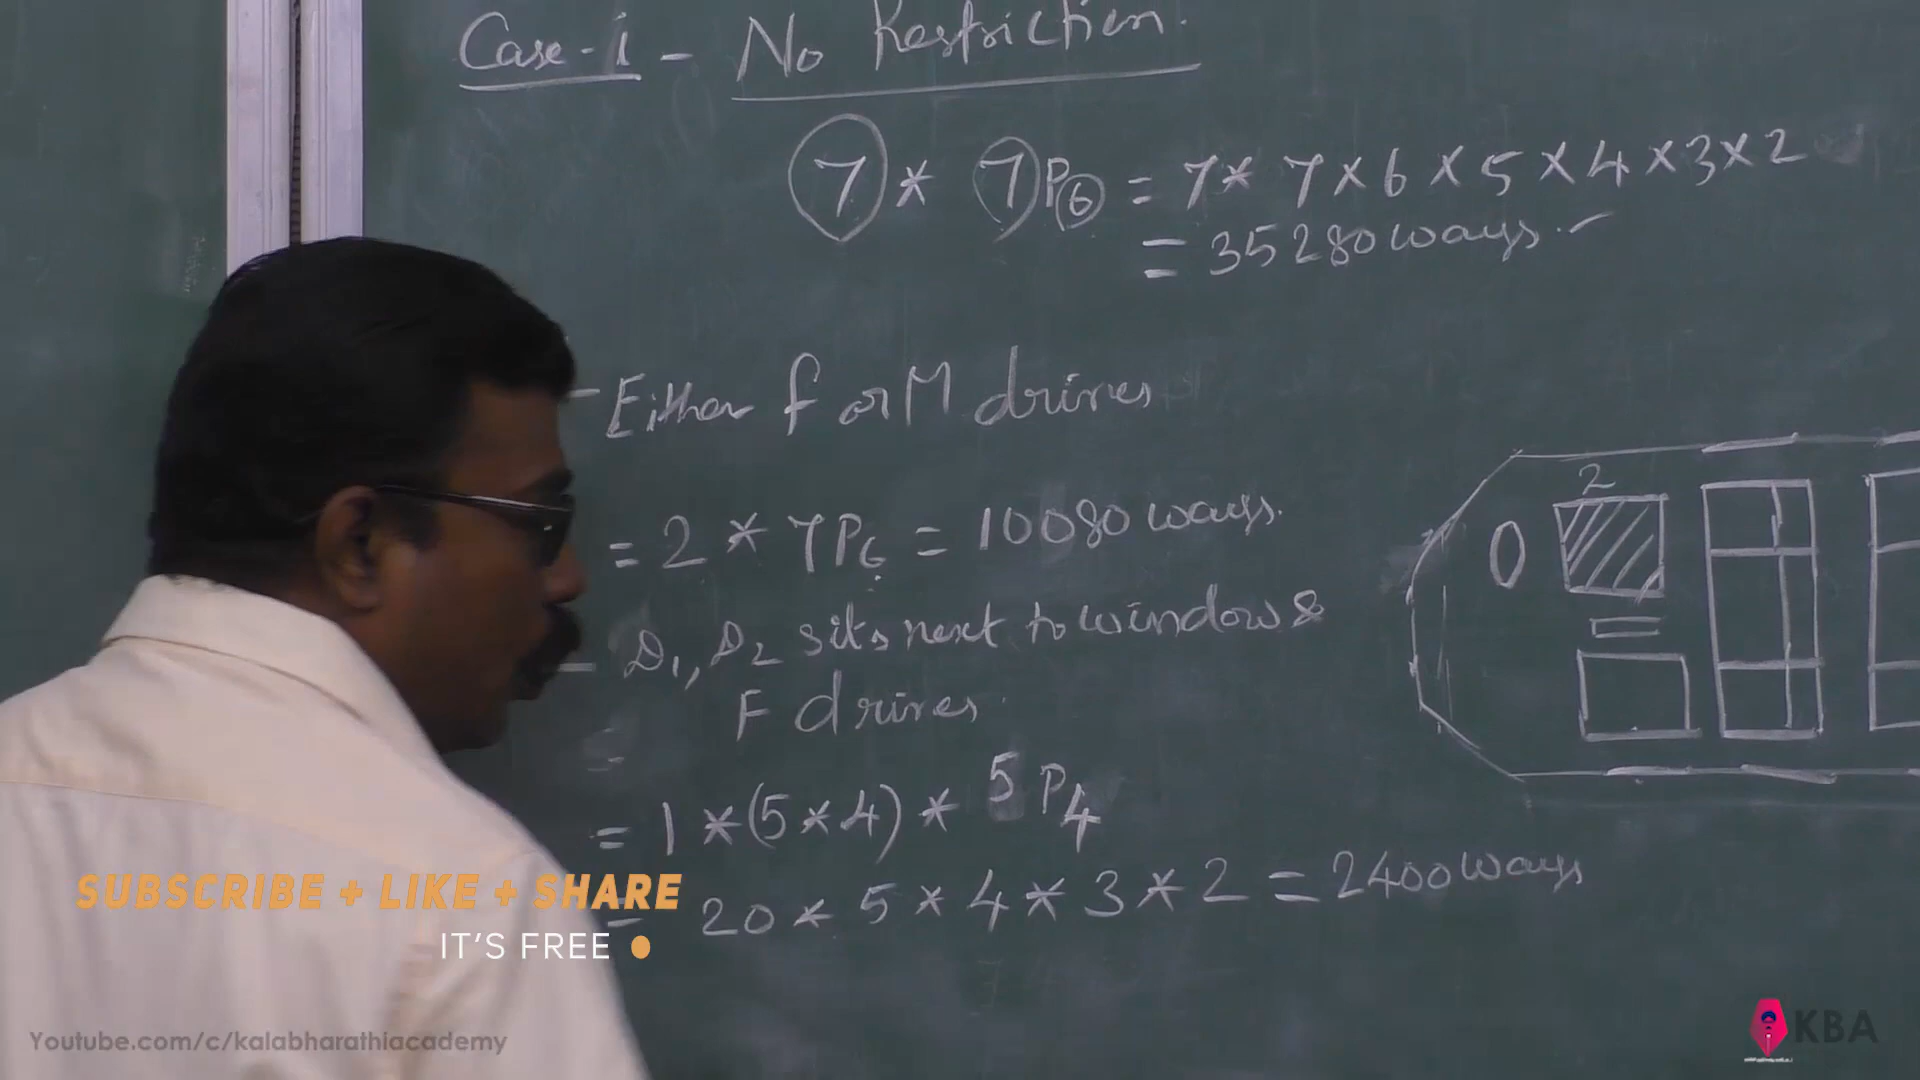 Case-i - No Restriction.
7 * 7P6 = 7* 7×6×5×4×3×2
= 35280 ways.
- Either F or M drives
= 2 * 7P6 = 10080 ways.
- D1, D2 sits next to window &
F drives.
= 1 *(5*4) * 5P4
= 20 * 5 * 4 * 3 * 2 = 2400 ways
2
SUBSCRIBE + LIKE + SHARE
IT'S FREE
Youtube.com/c/kalabharathiacademy
KBA